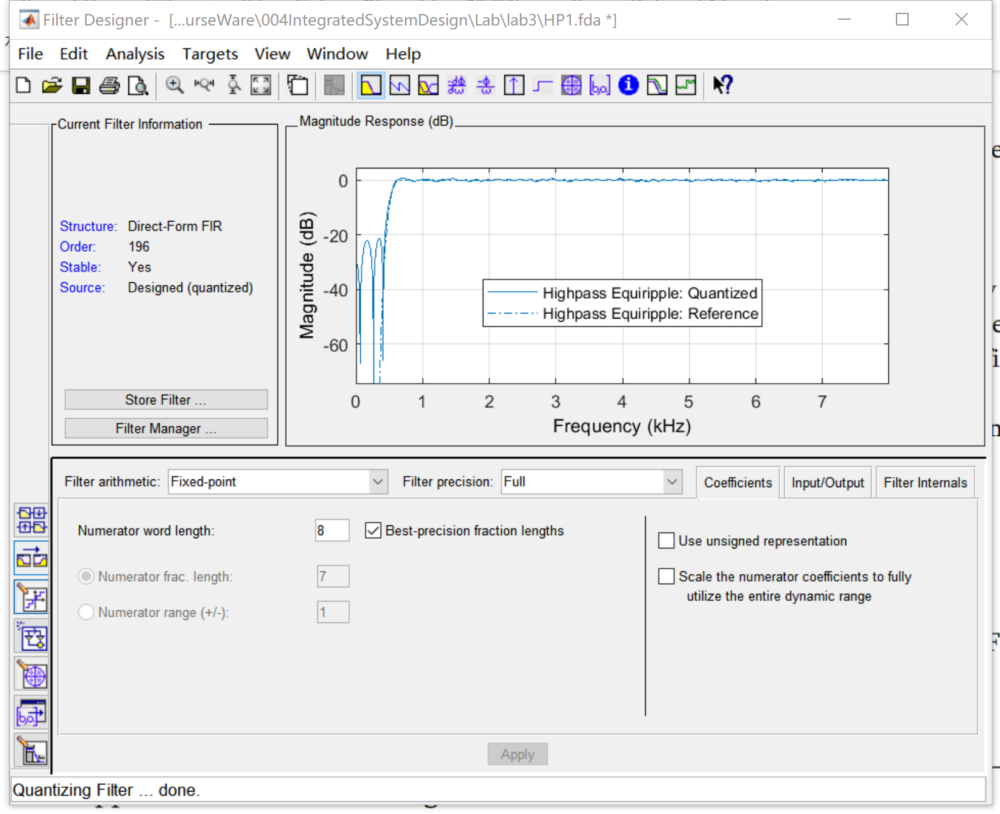 Filter Designer -  [...urseWare\004IntegratedSystemDesign\Lab\lab3\HP1.fda *]
File Edit Analysis Targets View Window Help
Current Filter Information
Structure: Direct-Form FIR
Order: 196
Stable: Yes
Source: Designed (quantized)
Store Filter ...
Filter Manager ...
Magnitude Response (dB)
0
-20
-40
-60
Magnitude (dB)
Highpass Equiripple: Quantized
Highpass Equiripple: Reference
0 1 2 3 4 5 6 7
Frequency (kHz)
Filter arithmetic: Fixed-point Filter precision: Full Coefficients Input/Output Filter Internals
Numerator word length: 8 Best-precision fraction lengths
Numerator frac. length: 7
Numerator range (+/-): 1
Use unsigned representation
Scale the numerator coefficients to fully
utilize the entire dynamic range
Apply
Quantizing Filter ... done.